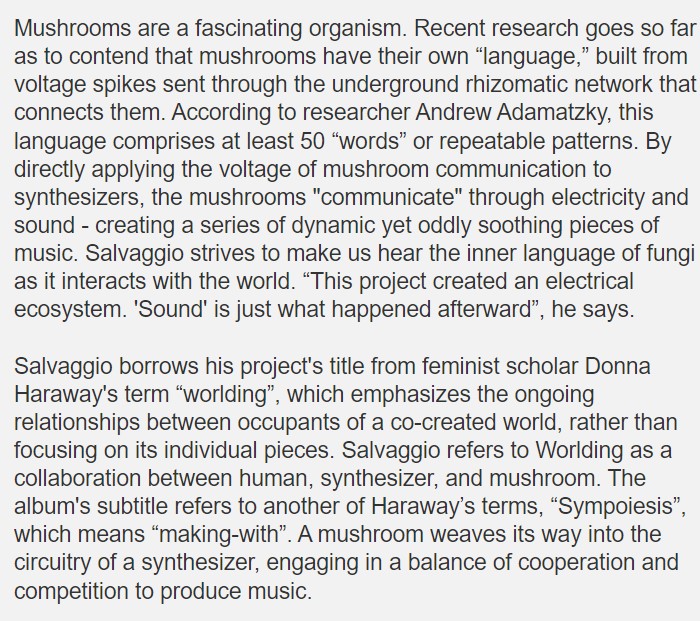 Mushrooms are a fascinating organism. Recent research goes so far
as to contend that mushrooms have their own “language,” built from
voltage spikes sent through the underground rhizomatic network that
connects them. According to researcher Andrew Adamatzky, this
language comprises at least 50 “words” or repeatable patterns. By
directly applying the voltage of mushroom communication to
synthesizers, the mushrooms "communicate" through electricity and
sound - creating a series of dynamic yet oddly soothing pieces of
music. Salvaggio strives to make us hear the inner language of fungi
as it interacts with the world. “This project created an electrical
ecosystem. 'Sound' is just what happened afterward”, he says.
Salvaggio borrows his project's title from feminist scholar Donna
Haraway's term “worlding”, which emphasizes the ongoing
relationships between occupants of a co-created world, rather than
focusing on its individual pieces. Salvaggio refers to Worlding as a
collaboration between human, synthesizer, and mushroom. The
album's subtitle refers to another of Haraway’s terms, “Sympoiesis”,
which means “making-with”. A mushroom weaves its way into the
circuitry of a synthesizer, engaging in a balance of cooperation and
competition to produce music.